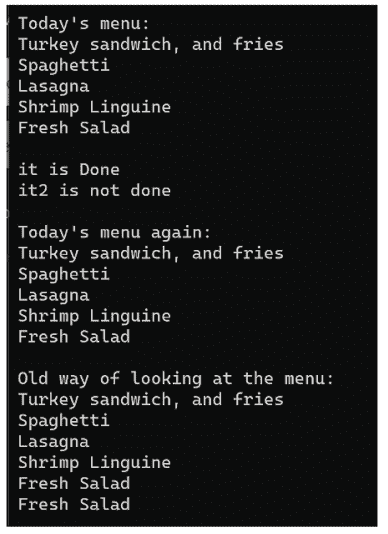 Today's menu:
Turkey sandwich, and fries
Spaghetti
Lasagna
Shrimp Linguine
Fresh Salad
it is Done
it2 is not done
Today's menu again:
Turkey sandwich, and fries
Spaghetti
Lasagna
Shrimp Linguine
Fresh Salad
Old way of looking at the menu:
Turkey sandwich, and fries
Spaghetti
Lasagna
Shrimp Linguine
Fresh Salad
Fresh Salad